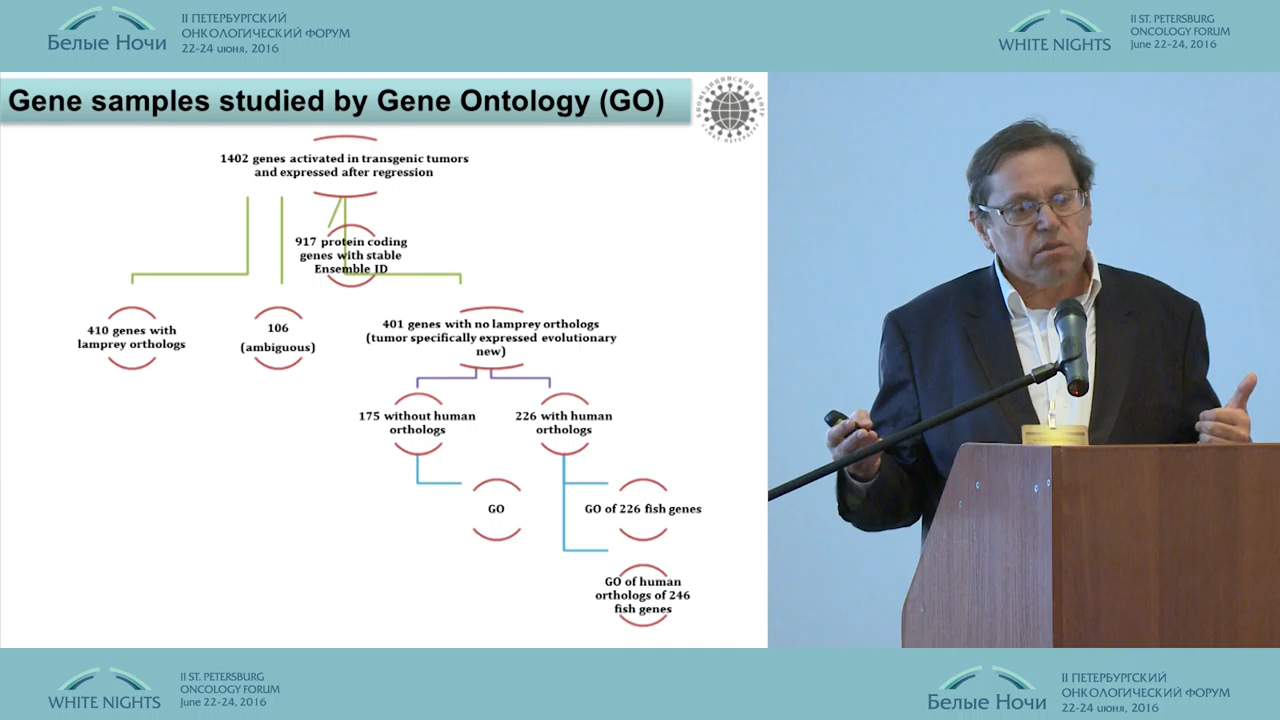 II ПЕТЕРБУРГСКИЙ
ОНКОЛОГИЧЕСКИЙ ФОРУМ
Белые Ночи
22-24 июня, 2016
II ST. PETERSBURG
ONCOLOGY FORUM
WHITE NIGHTS
June 22-24, 2016
Gene samples studied by Gene Ontology (GO)
БИОМЕДИЦИНСКИЙ ЦЕНТР
САНКТ-ПЕТЕРБУРГ
1402 genes activated in transgenic tumors
and expressed after regression
917 protein coding
genes with stable
Ensemble ID
410 genes with
lamprey orthologs
106
(ambiguous)
401 genes with no lamprey orthologs
(tumor specifically expressed evolutionary
new)
175 without human
orthologs
226 with human
orthologs
GO
GO of 226 fish genes
GO of human
orthologs of 246
fish genes
II ST. PETERSBURG
ONCOLOGY FORUM
WHITE NIGHTS
June 22-24, 2016
II ПЕТЕРБУРГСКИЙ
ОНКОЛОГИЧЕСКИЙ ФОРУМ
Белые Ночи
22-24 июня, 2016